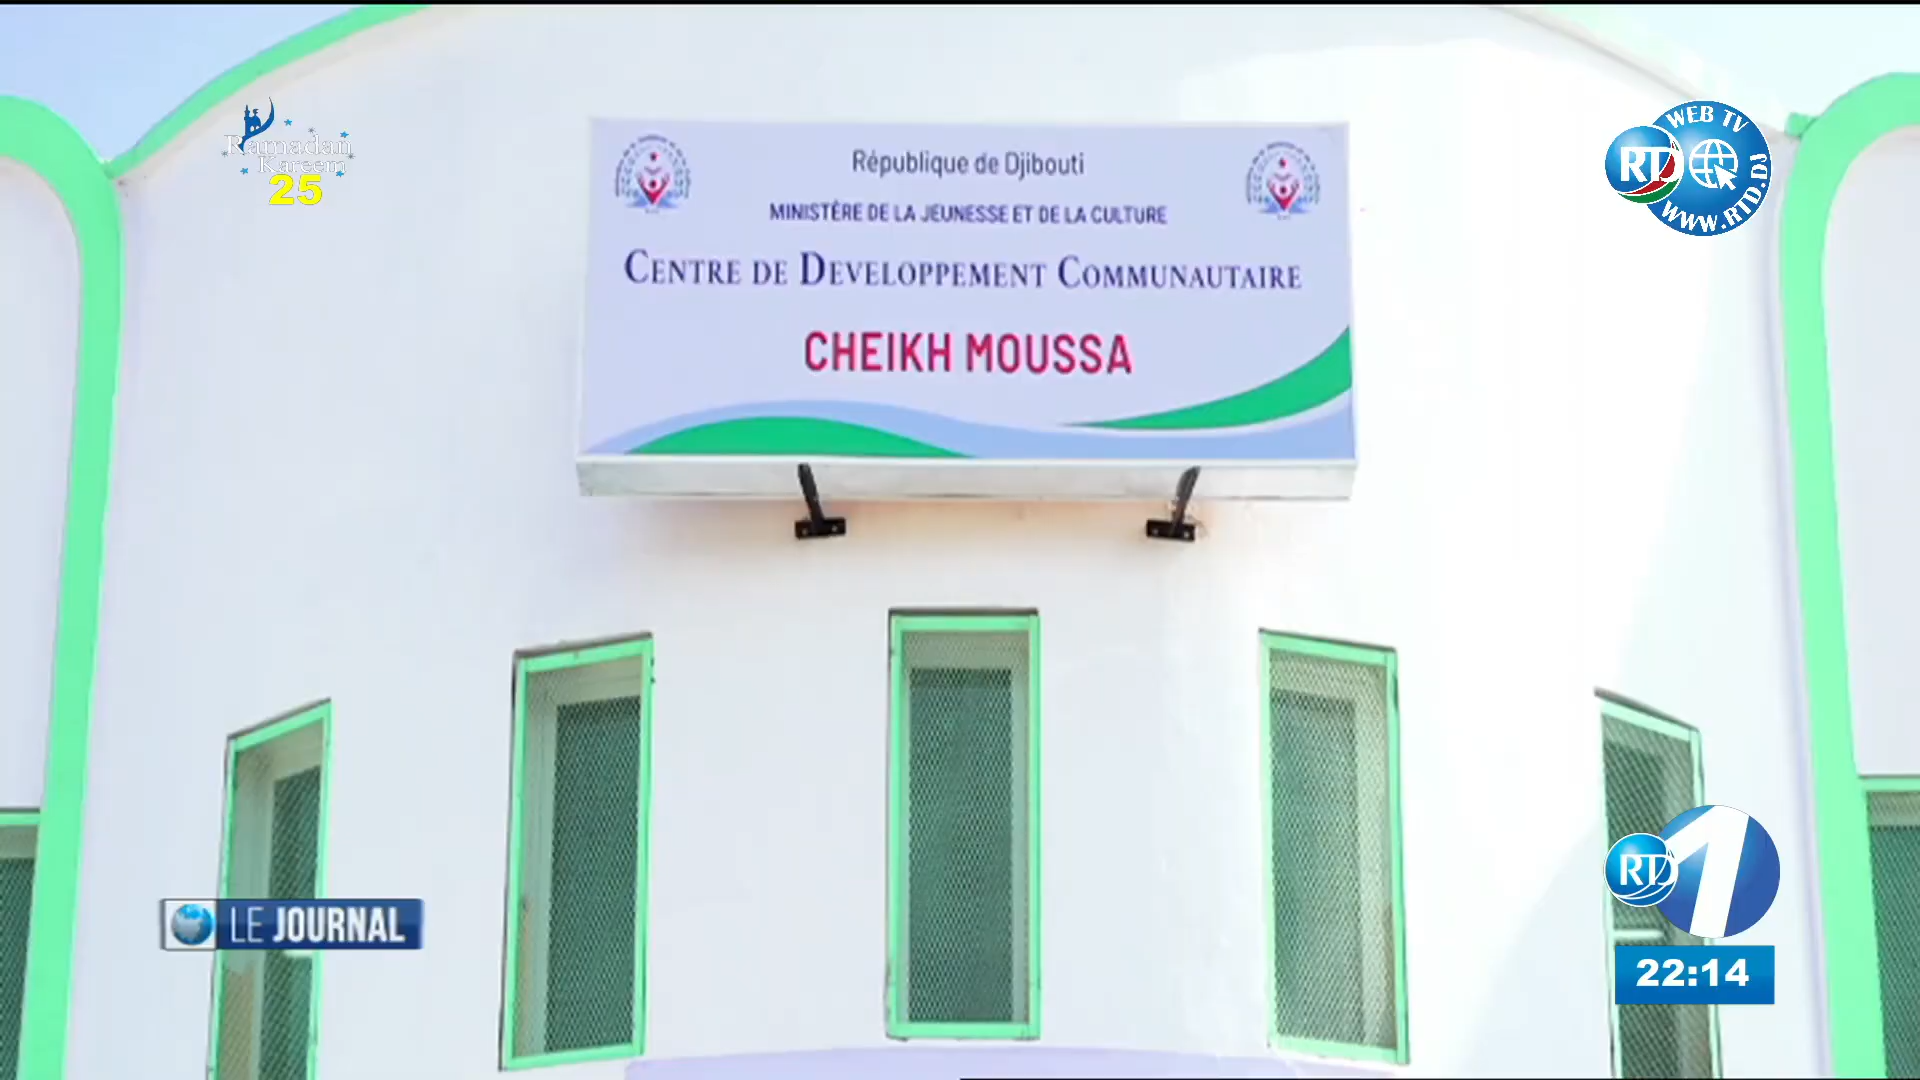 Ramadan
Kareem
25
WEB TV
RTD
WWW.RTD.DJ
République de Djibouti
MINISTÈRE DE LA JEUNESSE ET DE LA CULTURE
CENTRE DE DEVELOPPEMENT COMMUNAUTAIRE
CHEIKH MOUSSA
LE JOURNAL
RTD 1
22:14